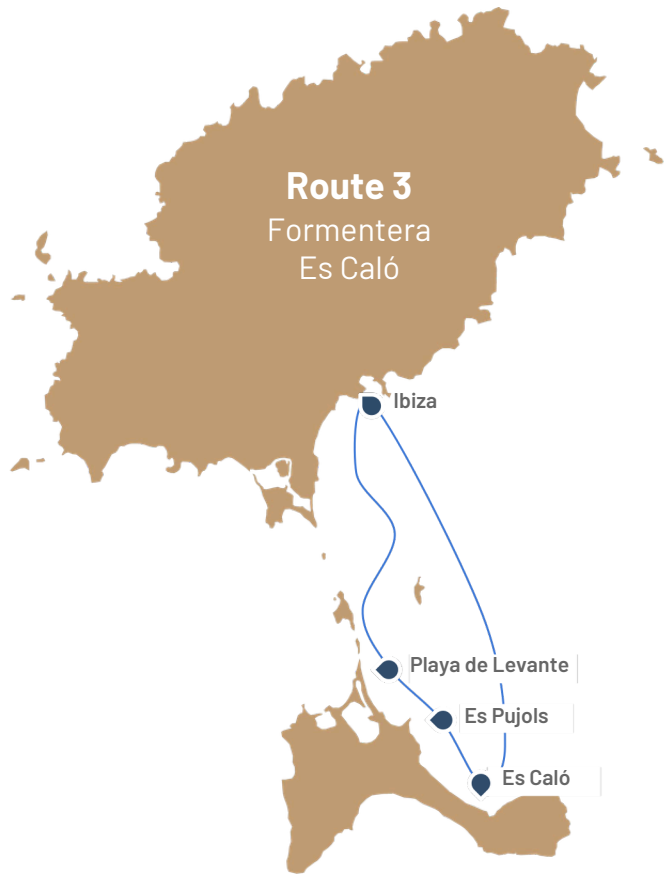 Route 3
Formentera
Es Caló
Ibiza
Playa de Levante
Es Pujols
Es Caló